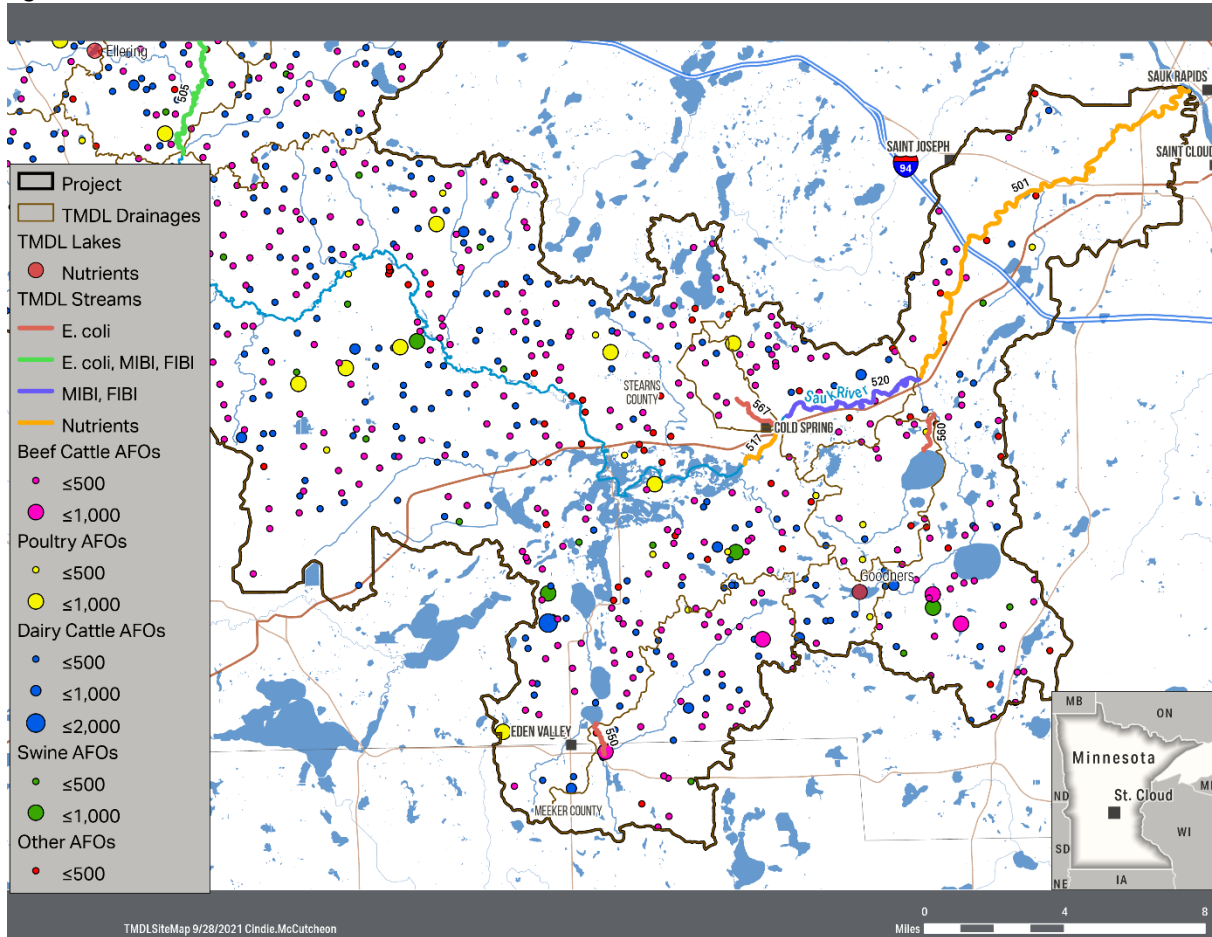 Ellering
505
SAUK RAPIDS
SAINT JOSEPH
SAINT CLOUD
94
501
Project
TMDL Drainages
TMDL Lakes
Nutrients
TMDL Streams
E. coli
E. coli, MIBI, FIBI
MIBI, FIBI
Nutrients
Beef Cattle AFOs
≤500
≤1,000
Poultry AFOs
≤500
≤1,000
Dairy Cattle AFOs
≤500
≤1,000
≤2,000
Swine AFOs
≤500
≤1,000
Other AFOs
≤500
STEARNS
COUNTY
520
Sauk River
567
COLD SPRING
517
560
Goodners
EDEN VALLEY
550
MEEKER COUNTY
MB
ON
Minnesota
ND
St. Cloud
MI
WI
SD
NE
IA
TMDLSiteMap 9/28/2021 Cindie.McCutcheon
0 4 8
Miles